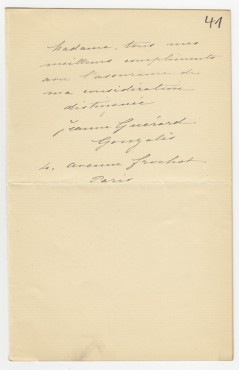 41
Madame, tous mes
meilleurs compliments
avec l'assurance de
ma considération
distinguée
Jeanne Guérard
Gonzalès
4. avenue Frochot
Paris